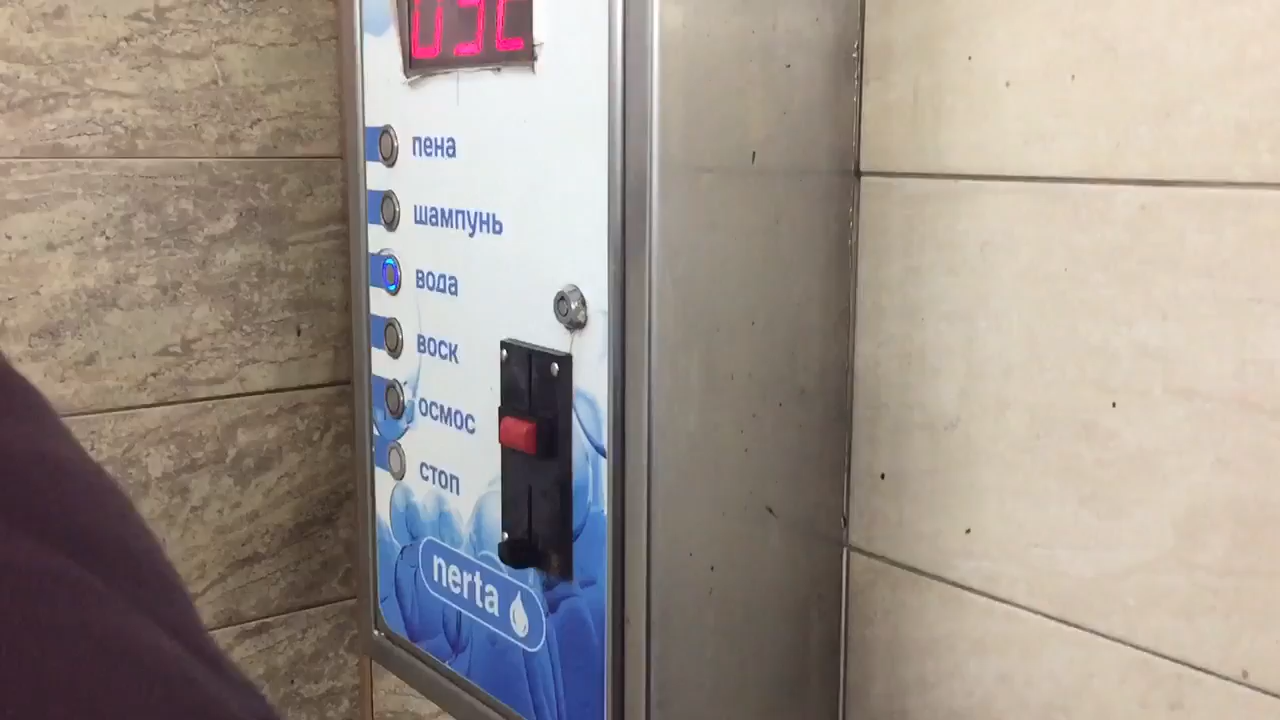 пена
шампунь
вода
воск
осмос
стоп
nerta